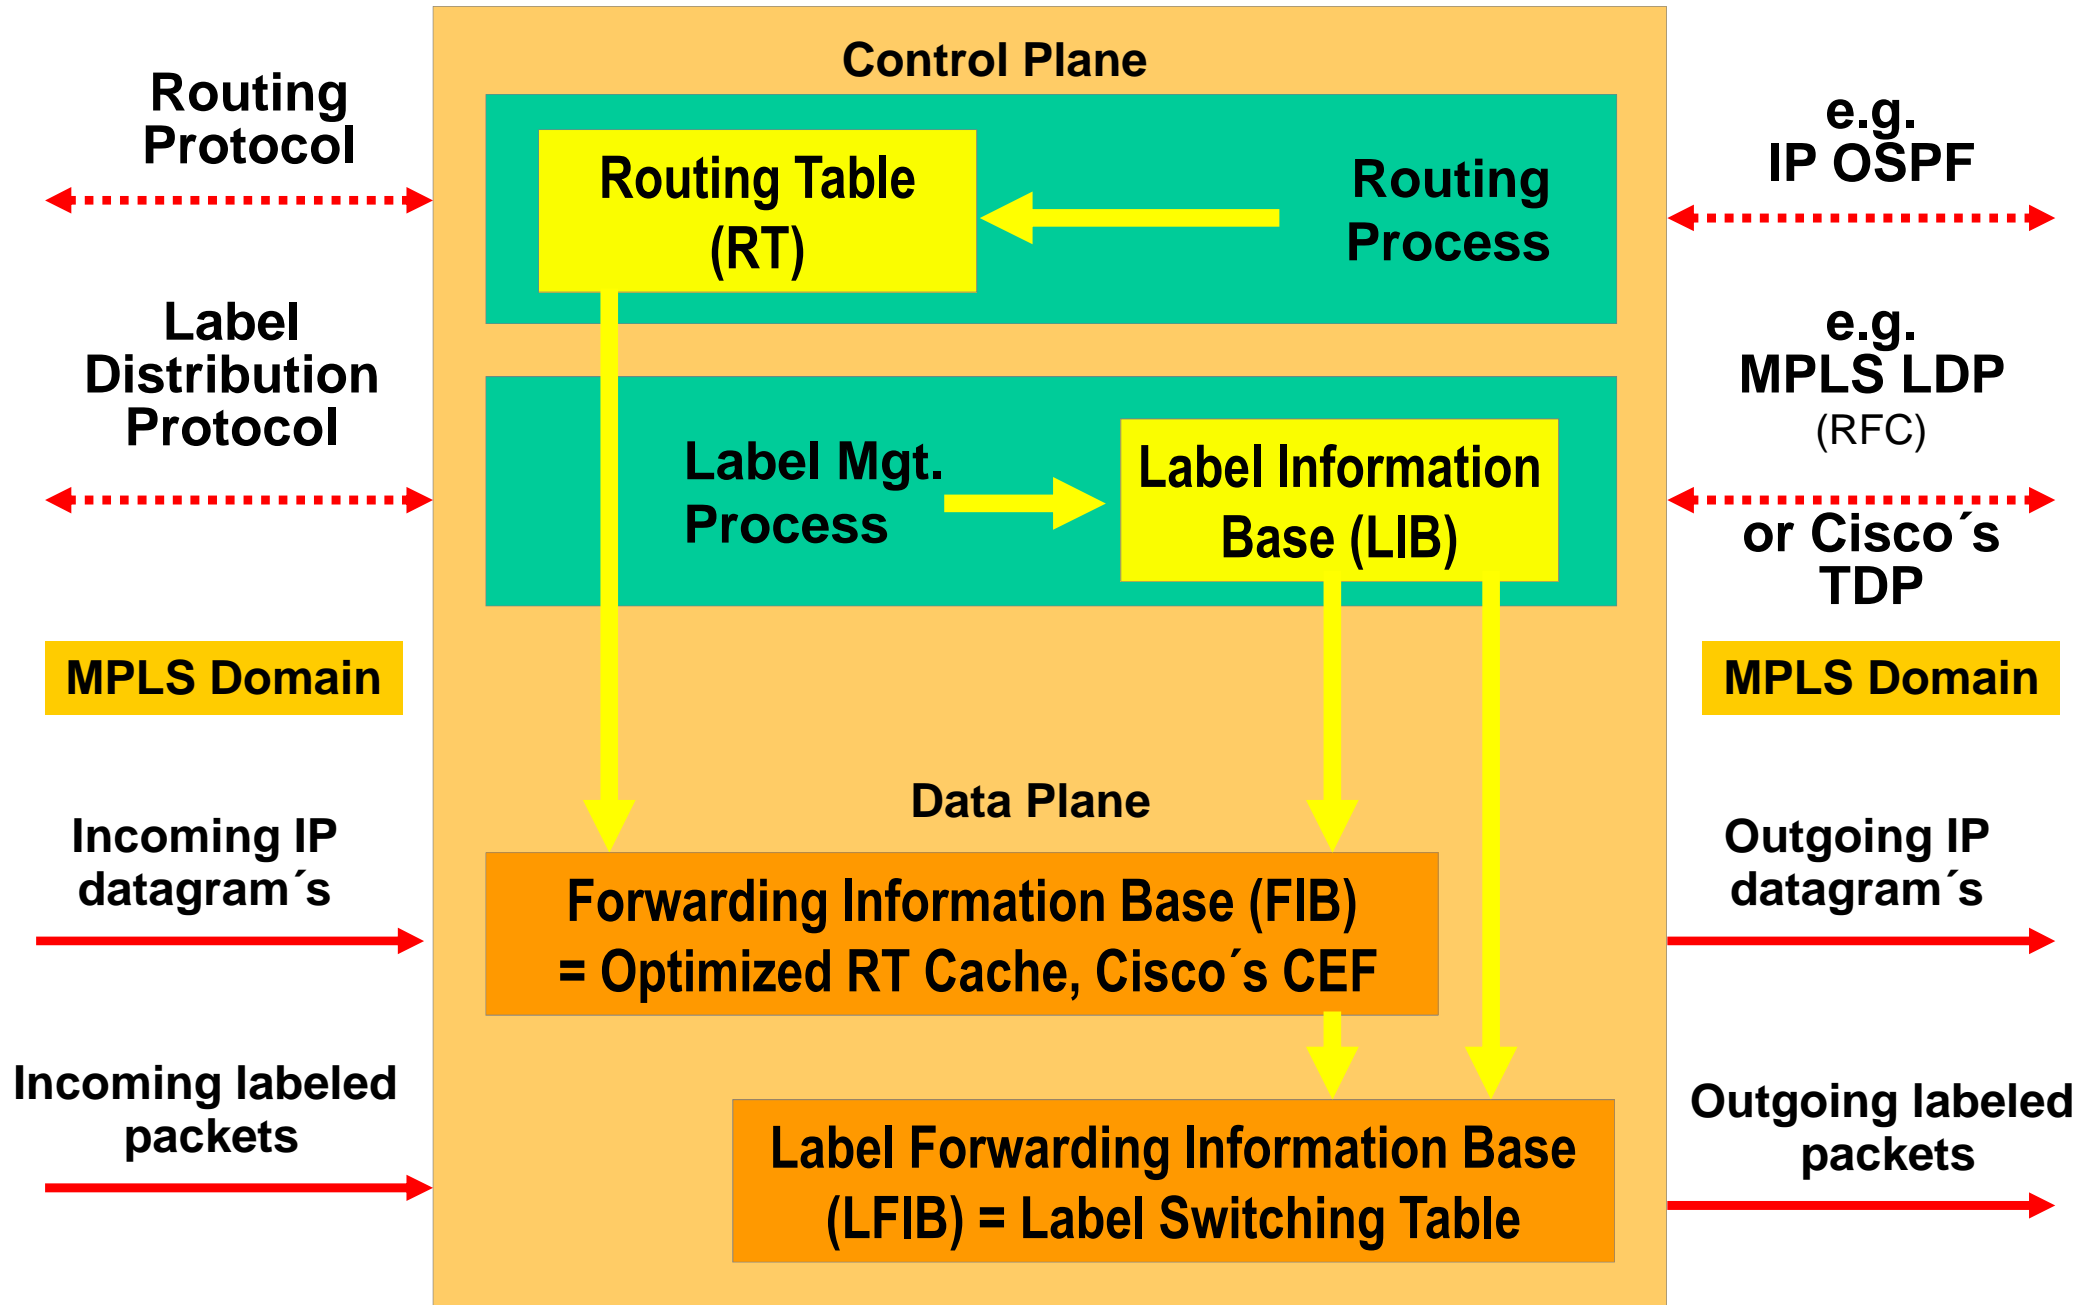 Control Plane
Routing
Protocol
Routing Table
(RT)
Routing
Process
e.g.
IP OSPF
Label
Distribution
Protocol
Label Mgt.
Process
Label Information
Base (LIB)
e.g.
MPLS LDP
(RFC)
or Cisco´s
TDP
MPLS Domain
MPLS Domain
Data Plane
Incoming IP
datagram´s
Forwarding Information Base (FIB)
= Optimized RT Cache, Cisco´s CEF
Outgoing IP
datagram´s
Incoming labeled
packets
Label Forwarding Information Base
(LFIB) = Label Switching Table
Outgoing labeled
packets